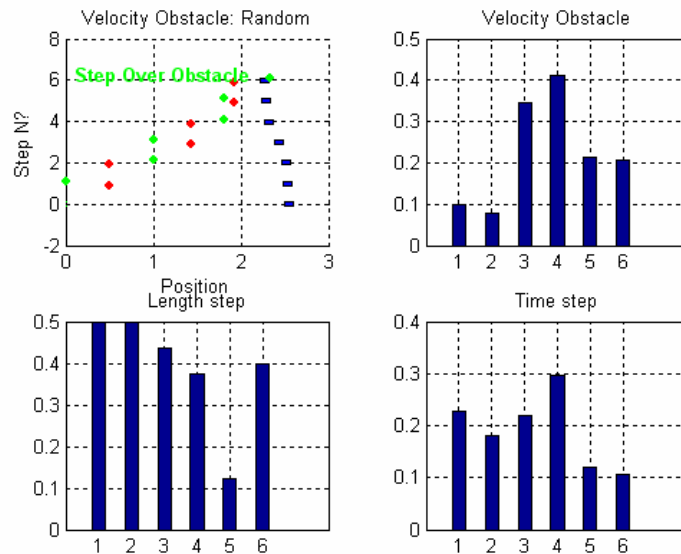 Velocity Obstacle: Random
Step N?
8
6
4
2
0
-2
Step Over Obstacle
0 1 2 3
Position
Velocity Obstacle
0.5
0.4
0.3
0.2
0.1
0
1 2 3 4 5 6
Length step
0.5
0.4
0.3
0.2
0.1
0
1 2 3 4 5 6
Time step
0.4
0.3
0.2
0.1
0
1 2 3 4 5 6